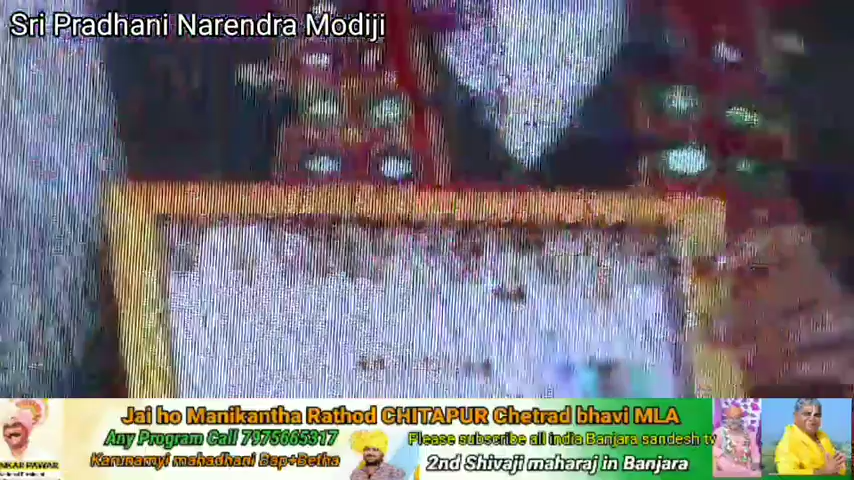 Sri Pradhani Narendra Modiji
Jai ho Manikantha Rathod CHITAPUR Chetrad bhavi MLA
Any Program Call 7975665317
Please subscribe all india Banjara sandesh tv
Karunamyi mahadhani Bap+Betha
2nd Shivaji maharaj in Banjara
NKAR PAWAR